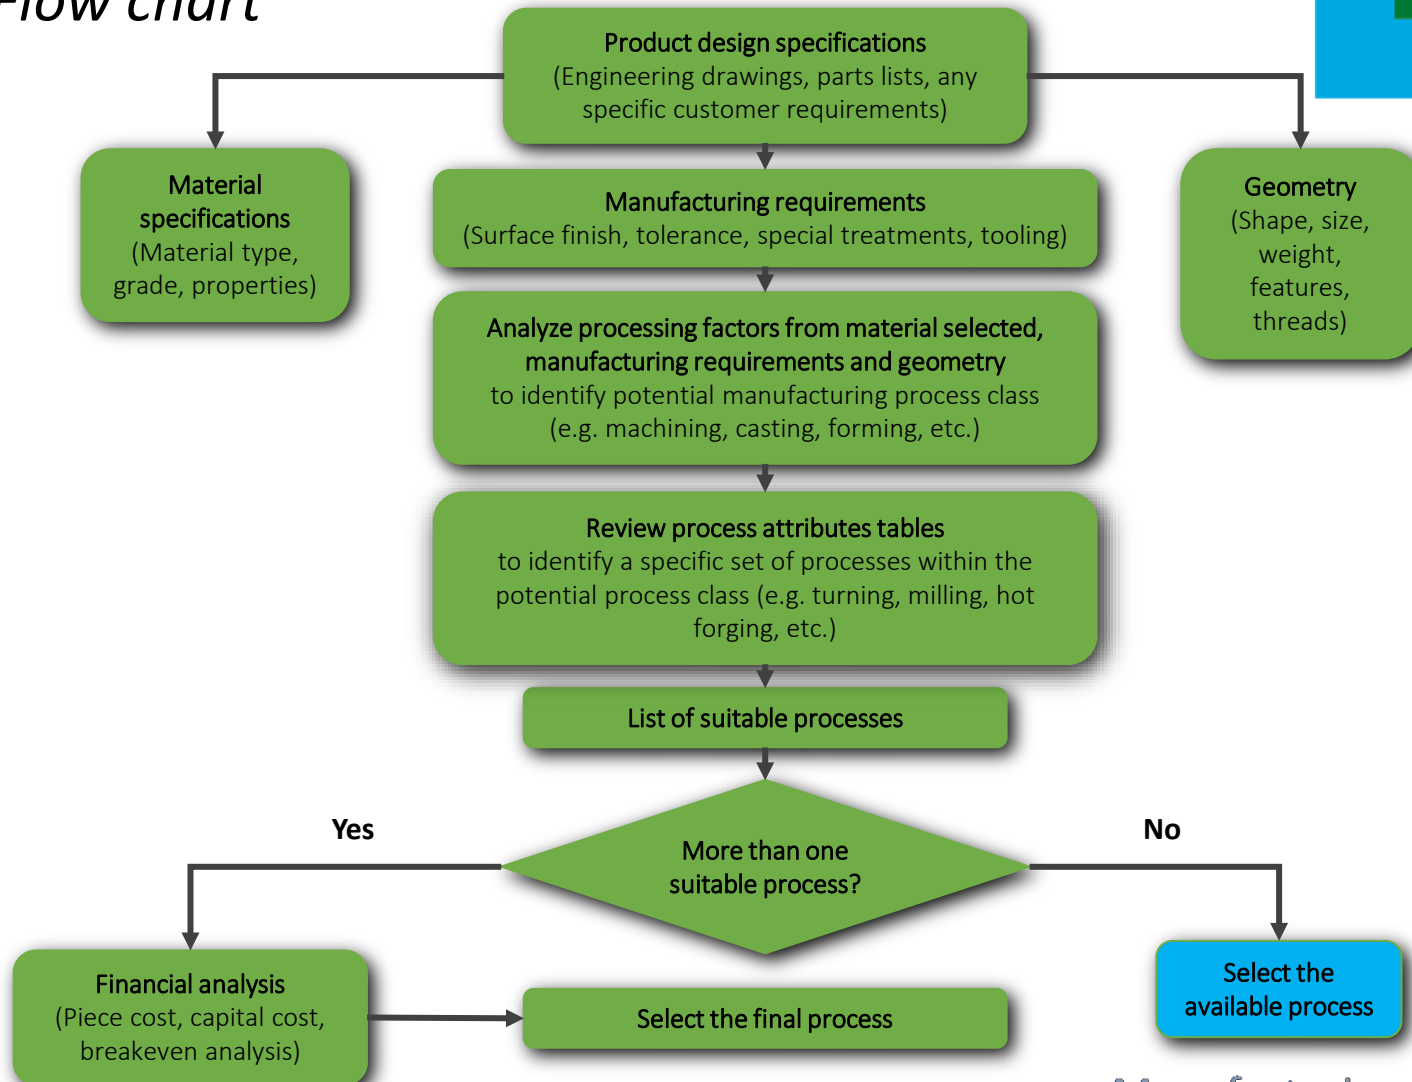 Flow chart
Product design specifications
(Engineering drawings, parts lists, any
specific customer requirements)
Material
specifications
(Material type,
grade, properties)
Manufacturing requirements
(Surface finish, tolerance, special treatments, tooling)
Geometry
(Shape, size,
weight,
features,
threads)
Analyze processing factors from material selected,
manufacturing requirements and geometry
to identify potential manufacturing process class
(e.g. machining, casting, forming, etc.)
Review process attributes tables
to identify a specific set of processes within the
potential process class (e.g. turning, milling, hot
forging, etc.)
List of suitable processes
More than one
suitable process?
Yes
No
Financial analysis
(Piece cost, capital cost,
breakeven analysis)
Select the final process
Select the
available process